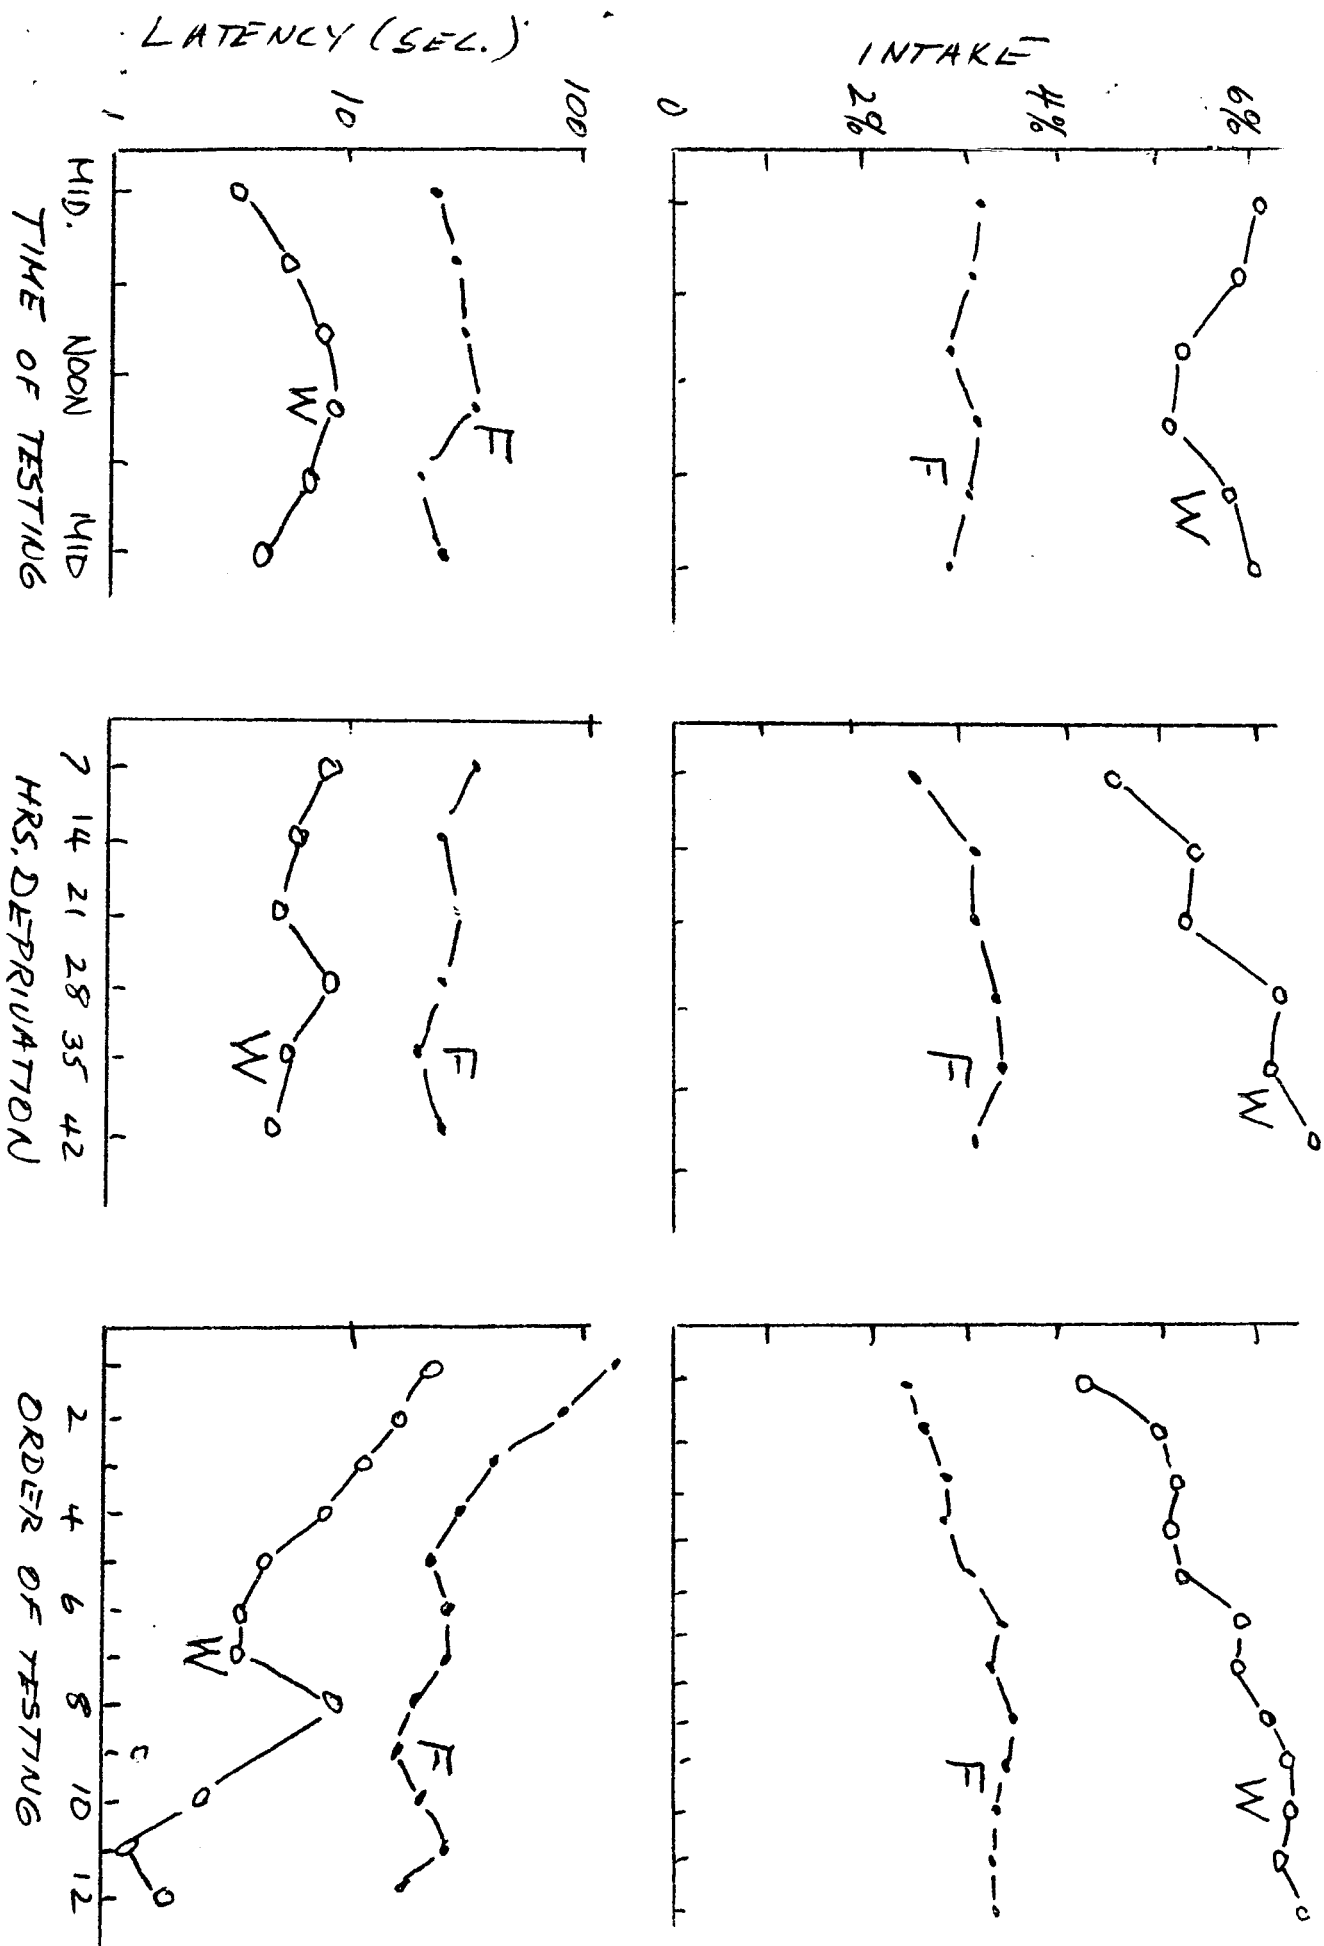 INTAKE
6%
4%
2%
0
F
W
F
W
F
W
LATENCY (SEC.)
100
10
1
W
F
W
F
W
F
MID. NOON MID
TIME OF TESTING
7 14 21 28 35 42
HRS. DEPRIVATION
2 4 6 8 10 12
ORDER OF TESTING